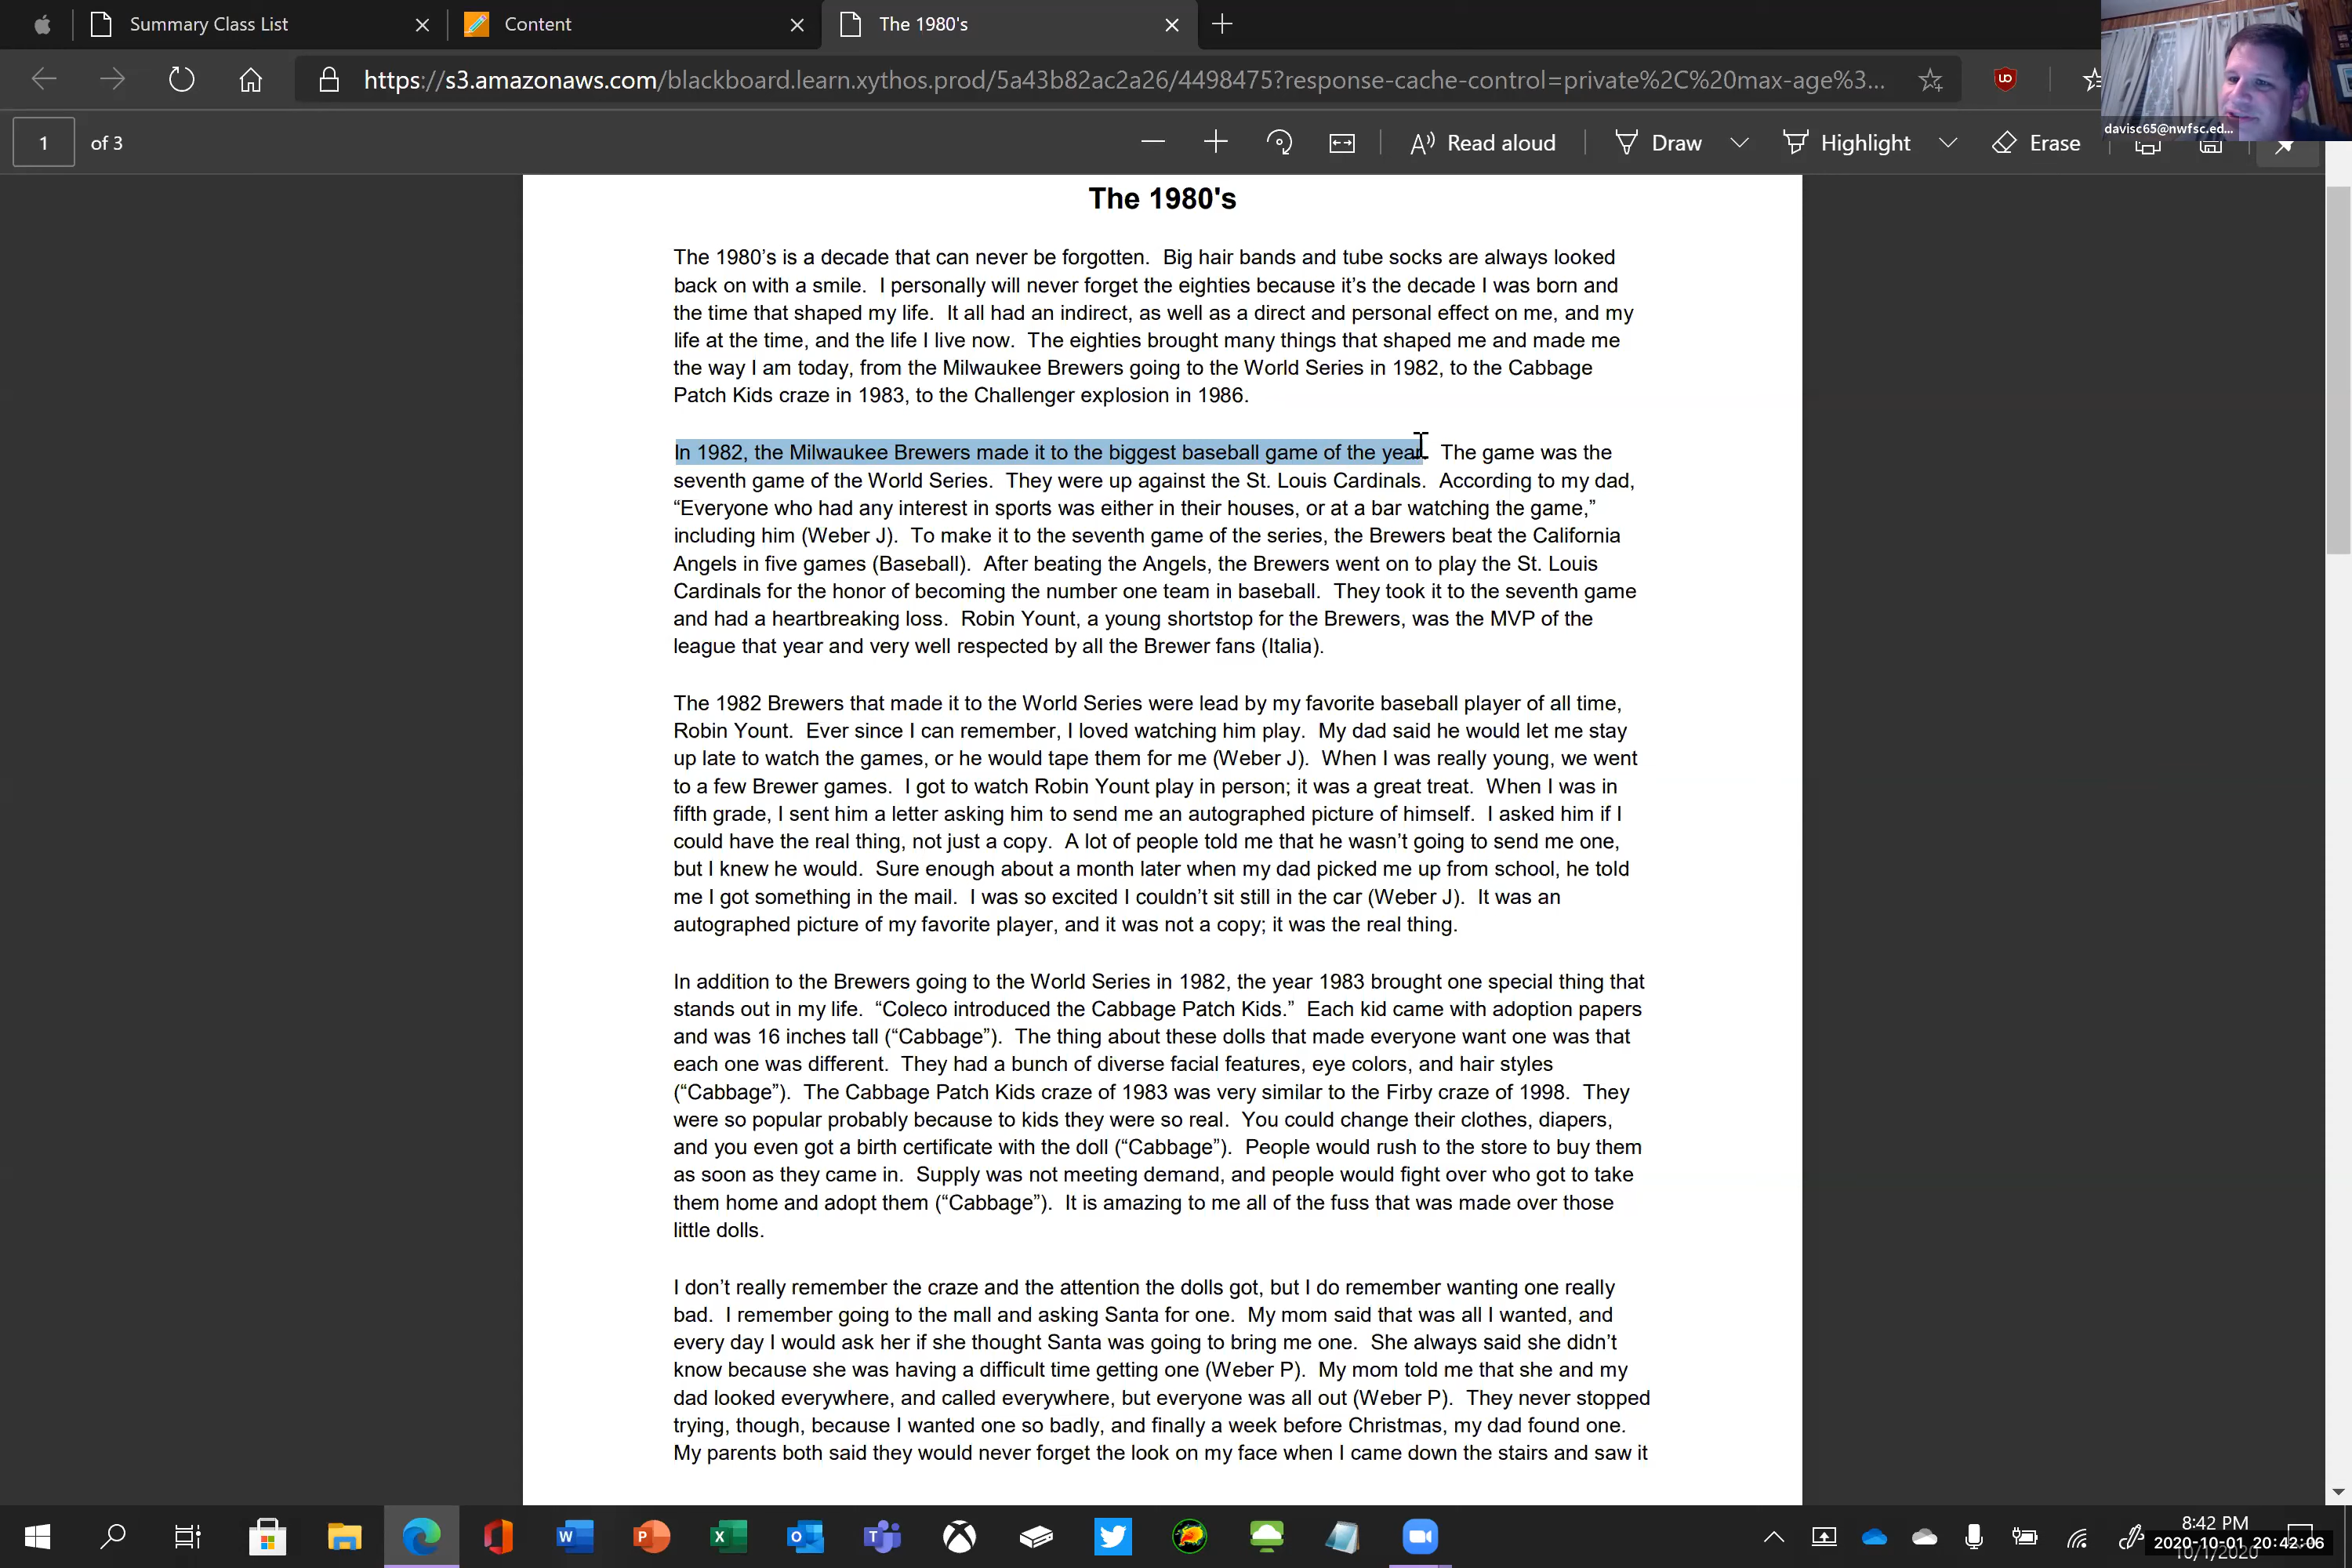 Summary Class List
Content
The 1980's
https://s3.amazonaws.com/blackboard.learn.xythos.prod/5a43b82ac2a26/4498475?response-cache-control=private%2C%20max-age%3...
davisc65@nwfsc.ed...
1 of 3
Read aloud
Draw
Highlight
Erase
The 1980's
The 1980’s is a decade that can never be forgotten.  Big hair bands and tube socks are always looked
back on with a smile.  I personally will never forget the eighties because it’s the decade I was born and
the time that shaped my life.  It all had an indirect, as well as a direct and personal effect on me, and my
life at the time, and the life I live now.  The eighties brought many things that shaped me and made me
the way I am today, from the Milwaukee Brewers going to the World Series in 1982, to the Cabbage
Patch Kids craze in 1983, to the Challenger explosion in 1986.
In 1982, the Milwaukee Brewers made it to the biggest baseball game of the year.  The game was the
seventh game of the World Series.  They were up against the St. Louis Cardinals.  According to my dad,
“Everyone who had any interest in sports was either in their houses, or at a bar watching the game,”
including him (Weber J).  To make it to the seventh game of the series, the Brewers beat the California
Angels in five games (Baseball).  After beating the Angels, the Brewers went on to play the St. Louis
Cardinals for the honor of becoming the number one team in baseball.  They took it to the seventh game
and had a heartbreaking loss.  Robin Yount, a young shortstop for the Brewers, was the MVP of the
league that year and very well respected by all the Brewer fans (Italia).
The 1982 Brewers that made it to the World Series were lead by my favorite baseball player of all time,
Robin Yount.  Ever since I can remember, I loved watching him play.  My dad said he would let me stay
up late to watch the games, or he would tape them for me (Weber J).  When I was really young, we went
to a few Brewer games.  I got to watch Robin Yount play in person; it was a great treat.  When I was in
fifth grade, I sent him a letter asking him to send me an autographed picture of himself.  I asked him if I
could have the real thing, not just a copy.  A lot of people told me that he wasn’t going to send me one,
but I knew he would.  Sure enough about a month later when my dad picked me up from school, he told
me I got something in the mail.  I was so excited I couldn’t sit still in the car (Weber J).  It was an
autographed picture of my favorite player, and it was not a copy; it was the real thing.
In addition to the Brewers going to the World Series in 1982, the year 1983 brought one special thing that
stands out in my life.  “Coleco introduced the Cabbage Patch Kids.”  Each kid came with adoption papers
and was 16 inches tall (“Cabbage”).  The thing about these dolls that made everyone want one was that
each one was different.  They had a bunch of diverse facial features, eye colors, and hair styles
(“Cabbage”).  The Cabbage Patch Kids craze of 1983 was very similar to the Firby craze of 1998.  They
were so popular probably because to kids they were so real.  You could change their clothes, diapers,
and you even got a birth certificate with the doll (“Cabbage”).  People would rush to the store to buy them
as soon as they came in.  Supply was not meeting demand, and people would fight over who got to take
them home and adopt them (“Cabbage”).  It is amazing to me all of the fuss that was made over those
little dolls.
I don’t really remember the craze and the attention the dolls got, but I do remember wanting one really
bad.  I remember going to the mall and asking Santa for one.  My mom said that was all I wanted, and
every day I would ask her if she thought Santa was going to bring me one.  She always said she didn’t
know because she was having a difficult time getting one (Weber P).  My mom told me that she and my
dad looked everywhere, and called everywhere, but everyone was all out (Weber P).  They never stopped
trying, though, because I wanted one so badly, and finally a week before Christmas, my dad found one.
My parents both said they would never forget the look on my face when I came down the stairs and saw it
8:42 PM
10/1/2020
2020-10-01 20:42:06